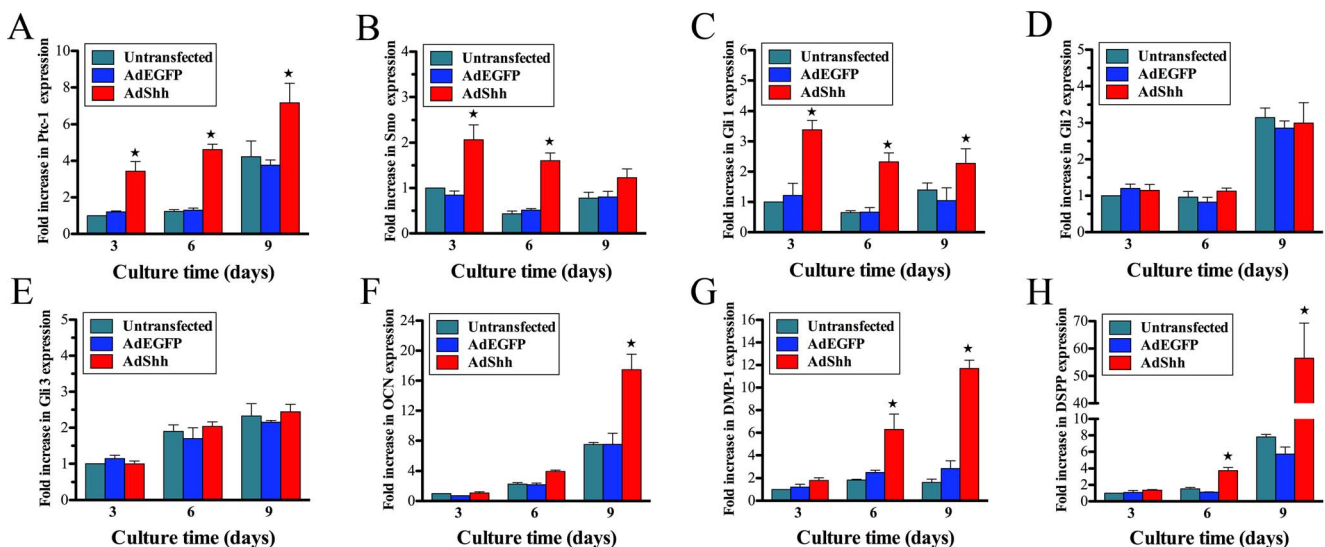 A
Fold increase in Ptc-1 expression
10
8
6
4
2
0
Untransfected
AdEGFP
AdShh
★
★
★
3 6 9
Culture time (days)
B
Fold increase in Smo expression
4
3
2
1
0
Untransfected
AdEGFP
AdShh
★
★
3 6 9
Culture time (days)
C
Fold increase in Gli 1 expression
6
5
4
3
2
1
0
Untransfected
AdEGFP
AdShh
★
★
★
3 6 9
Culture time (days)
D
Fold increase in Gli 2 expression
5
4
3
2
1
0
Untransfected
AdEGFP
AdShh
3 6 9
Culture time (days)
E
Fold increase in Gli 3 expression
5
4
3
2
1
0
Untransfected
AdEGFP
AdShh
3 6 9
Culture time (days)
F
Fold increase in OCN expression
24
20
16
12
8
4
0
Untransfected
AdEGFP
AdShh
★
3 6 9
Culture time (days)
G
Fold increase in DMP-1 expression
16
14
12
10
8
6
4
2
0
Untransfected
AdEGFP
AdShh
★
★
3 6 9
Culture time (days)
H
Fold increase in DSPP expression
70
60
50
40
10
8
6
4
2
0
Untransfected
AdEGFP
AdShh
★
★
3 6 9
Culture time (days)